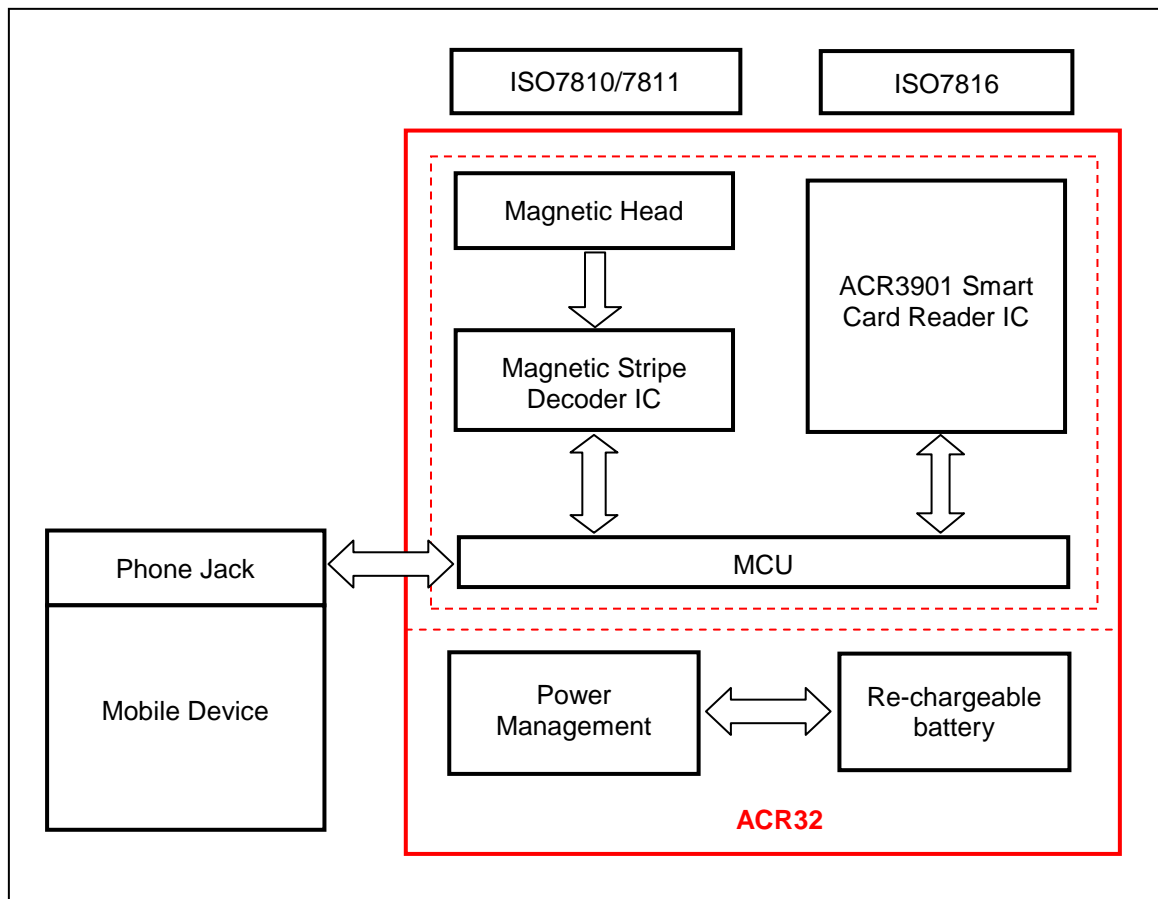 ISO7810/7811
ISO7816
Magnetic Head
ACR3901 Smart
Card Reader IC
Magnetic Stripe
Decoder IC
Phone Jack
MCU
Mobile Device
Power
Management
Re-chargeable
battery
ACR32